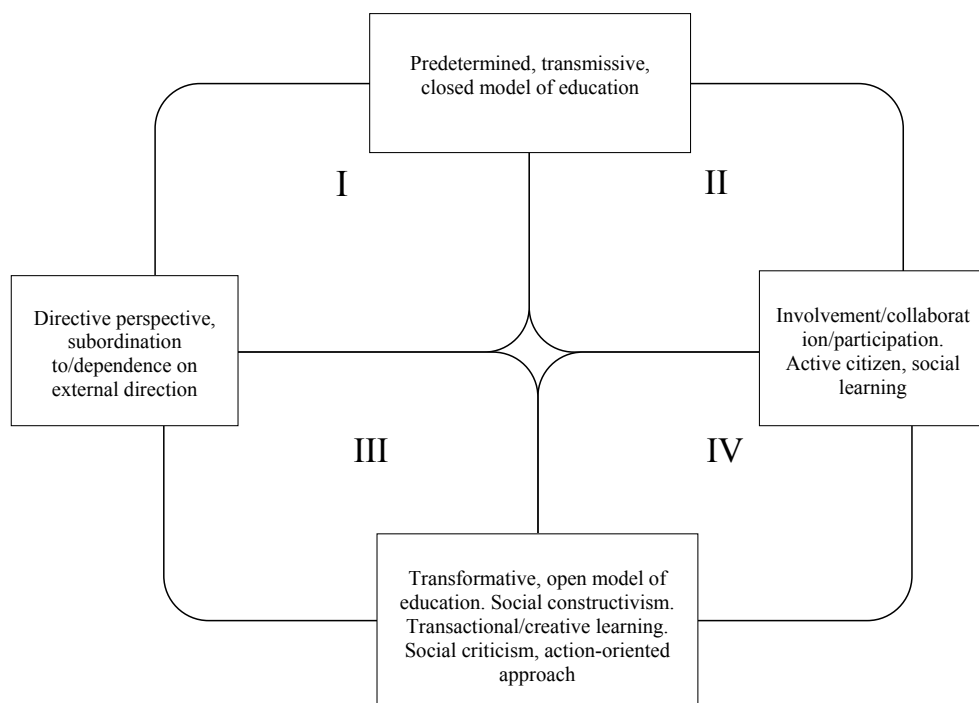 Predetermined, transmissive,
closed model of education
I
II
Directive perspective,
subordination
to/dependence on
external direction
Involvement/collaborat
ion/participation.
Active citizen, social
learning
III
IV
Transformative, open model of
education. Social constructivism.
Transactional/creative learning.
Social criticism, action-oriented
approach